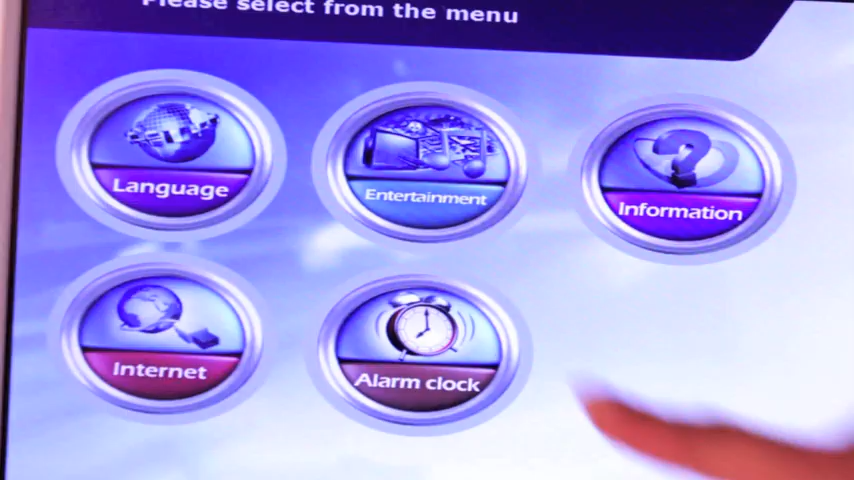 Please select from the menu
Language
Entertainment
Information
Internet
Alarm clock